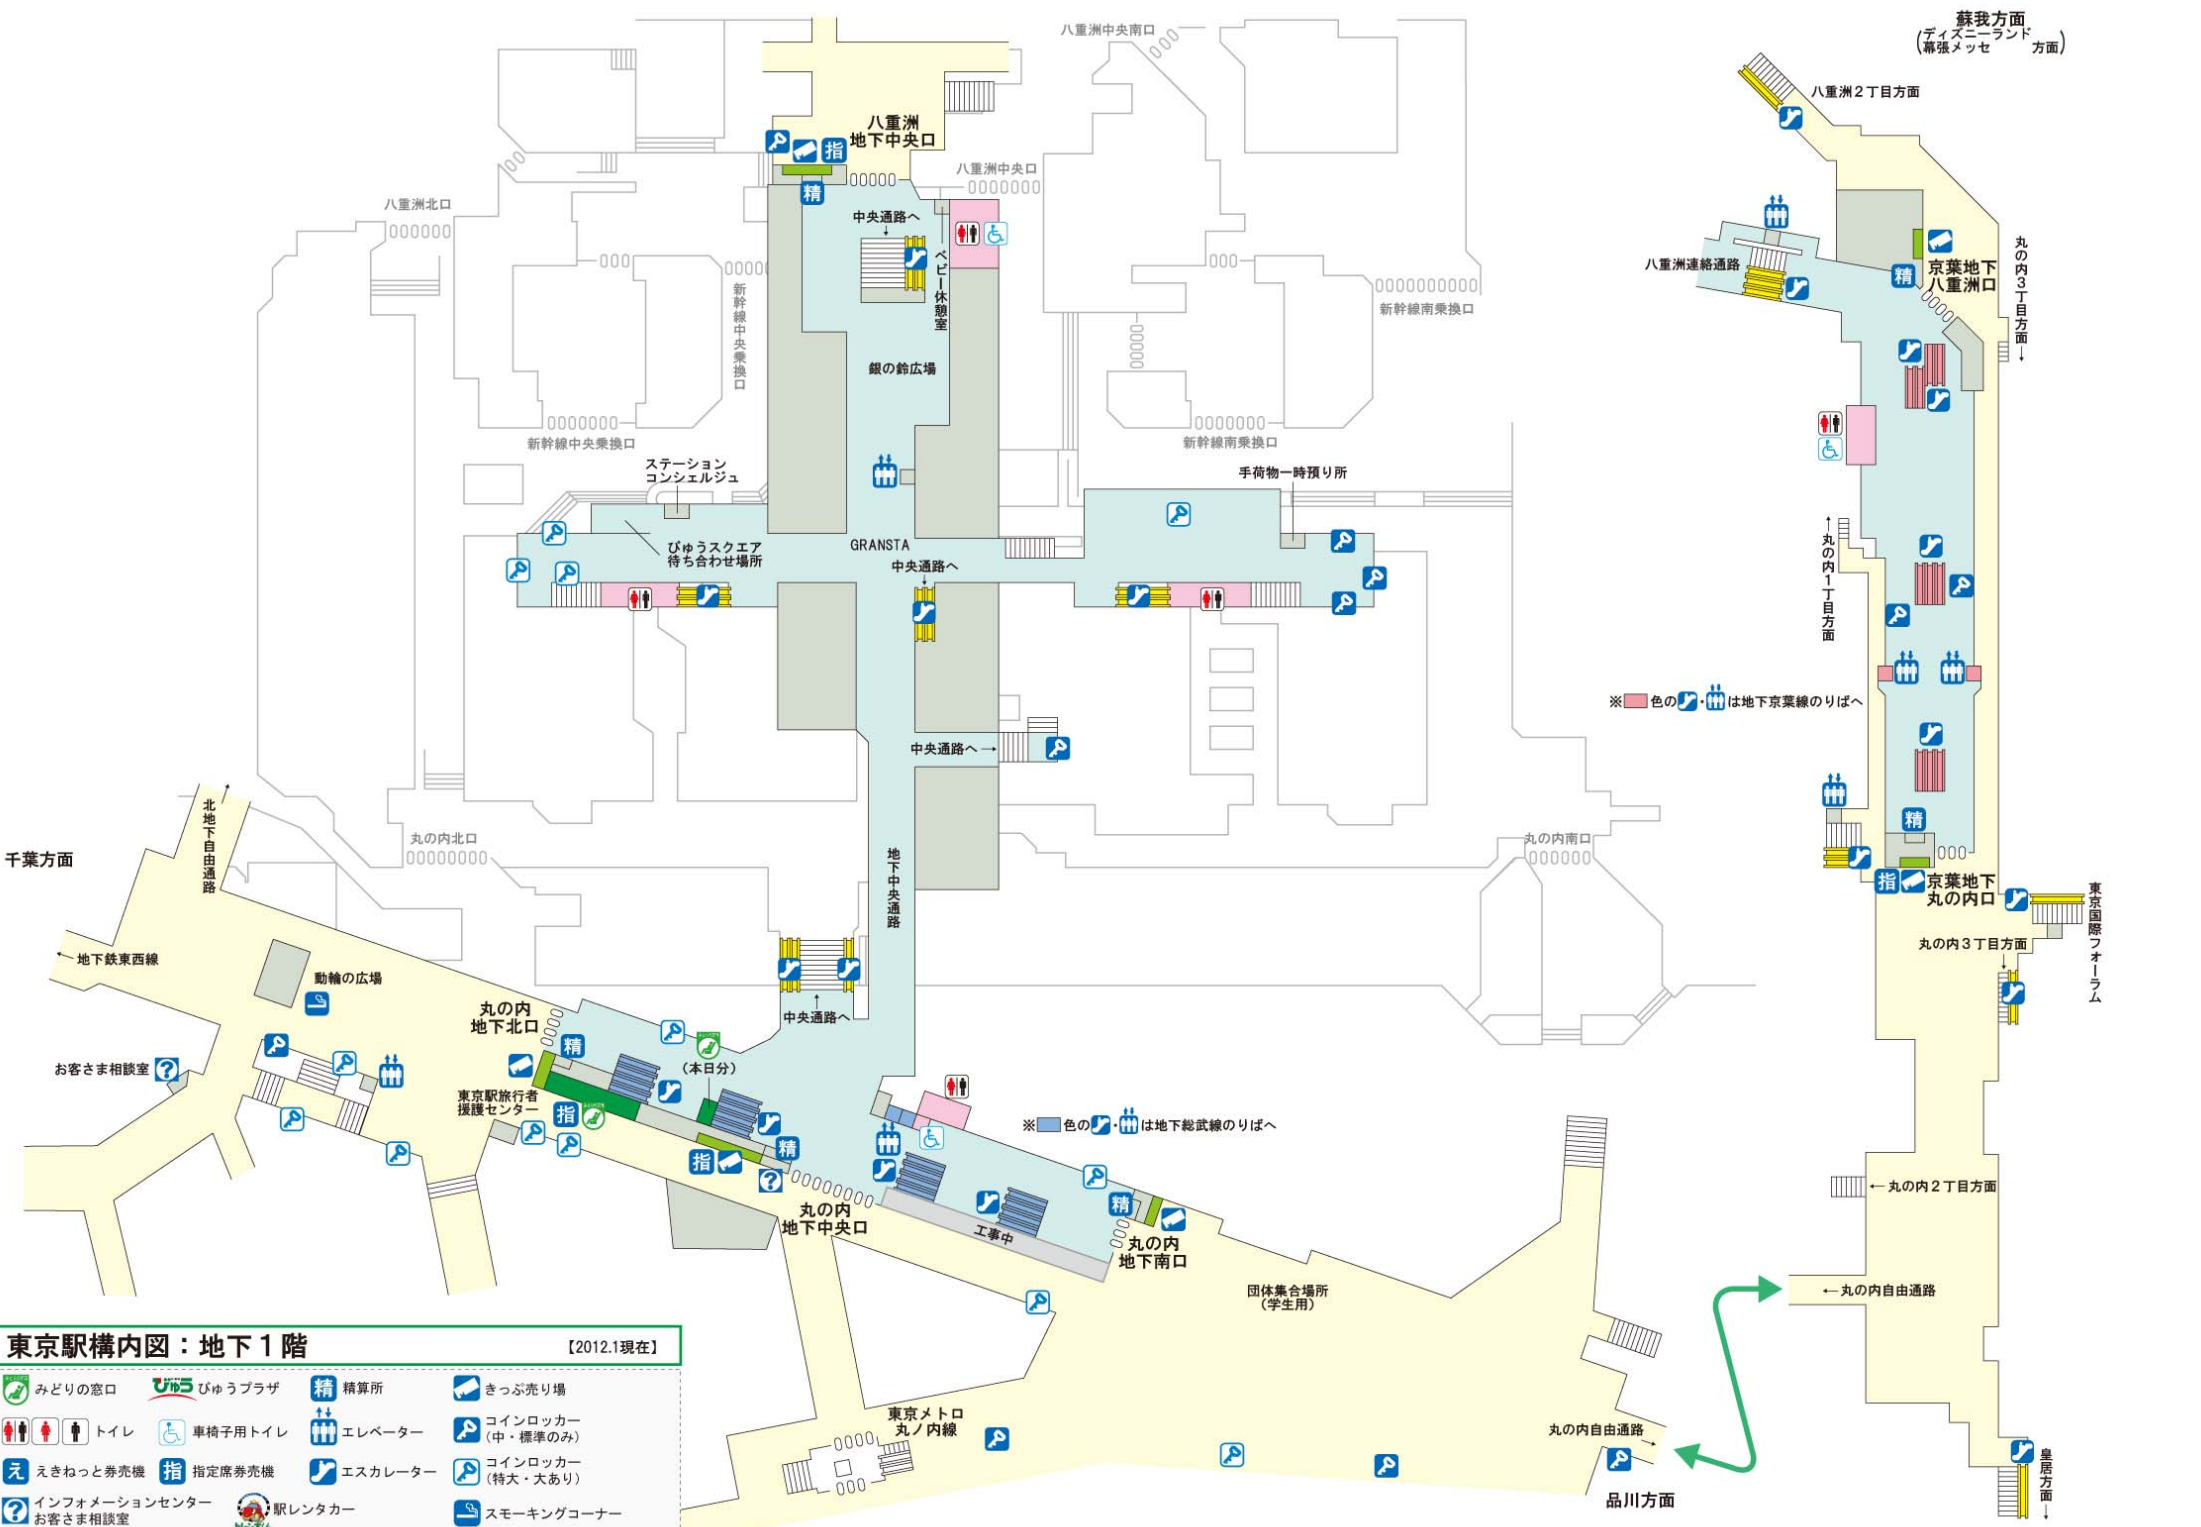 蘇我方面
(ディズニーランド
幕張メッセ 方面)
八重洲中央南口
八重洲2丁目方面
八重洲
地下中央口
指
精
八重洲中央口
八重洲北口
中央通路へ
ベビー休憩室
新幹線中央乗換口
銀の鈴広場
新幹線南乗換口
新幹線中央乗換口
新幹線南乗換口
八重洲連絡通路
精
京葉地下
八重洲口
丸の内3丁目方面→
ステーション
コンシェルジュ
手荷物一時預り所
びゅうスクエア
待ち合わせ場所
GRANSTA
中央通路へ
←丸の内1丁目方面
※色の・は地下京葉線のりばへ
中央通路へ→
北地下自由通路
丸の内北口
千葉方面
地下中央通路
丸の内南口
精
指
京葉地下
丸の内口
東京国際フォーラム
丸の内3丁目方面
←地下鉄東西線
動輪の広場
丸の内
地下北口
中央通路へ
精
(本日分)
お客さま相談室
東京駅旅行者
援護センター
指
※色の・は地下総武線のりばへ
指
精
丸の内
地下中央口
工事中
精
丸の内
地下南口
←丸の内2丁目方面
団体集合場所
(学生用)
←丸の内自由通路
東京メトロ
丸ノ内線
丸の内自由通路
→
品川方面
皇居方面→
東京駅構内図：地下1階
【2012.1現在】
みどりの窓口
びゅう びゅうプラザ
精 精算所
きっぷ売り場
トイレ
車椅子用トイレ
エレベーター
コインロッカー
(中・標準のみ)
え えきねっと券売機
指 指定席券売機
エスカレーター
コインロッカー
(特大・大あり)
? インフォメーションセンター
お客さま相談室
駅レンタカー
スモーキングコーナー